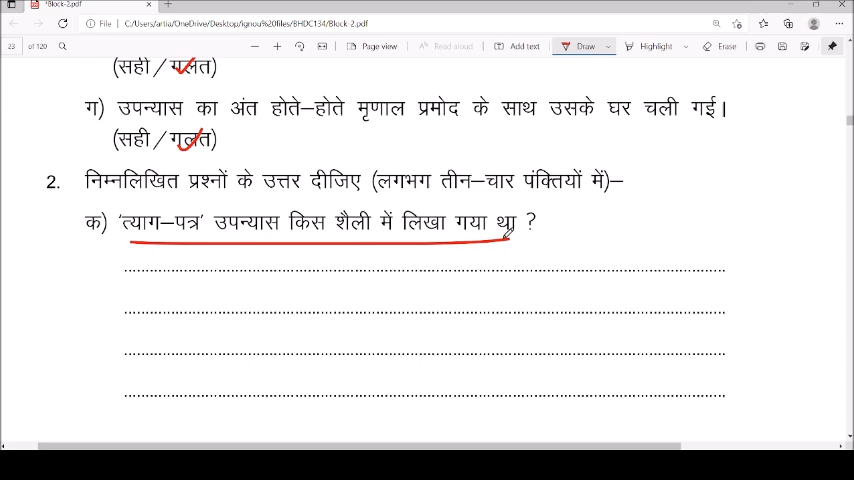 *Block-2.pdf
File | C:/Users/artia/OneDrive/Desktop/ignou%20files/BHDC134/Block-2.pdf
23 of 120 Page view Read aloud Add text Draw Highlight Erase
(सही / गलत)
ग) उपन्यास का अंत होते-होते मृणाल प्रमोद के साथ उसके घर चली गई।
(सही / गलत)
2. निम्नलिखित प्रश्नों के उत्तर दीजिए (लगभग तीन-चार पंक्तियों में)–
क) 'त्याग-पत्र' उपन्यास किस शैली में लिखा गया था ?